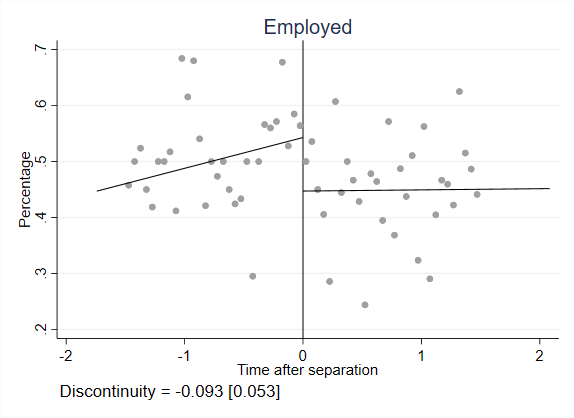 Employed
Percentage
.7
.6
.5
.4
.3
.2
-2 -1 0 1 2
Time after separation
Discontinuity = -0.093 [0.053]